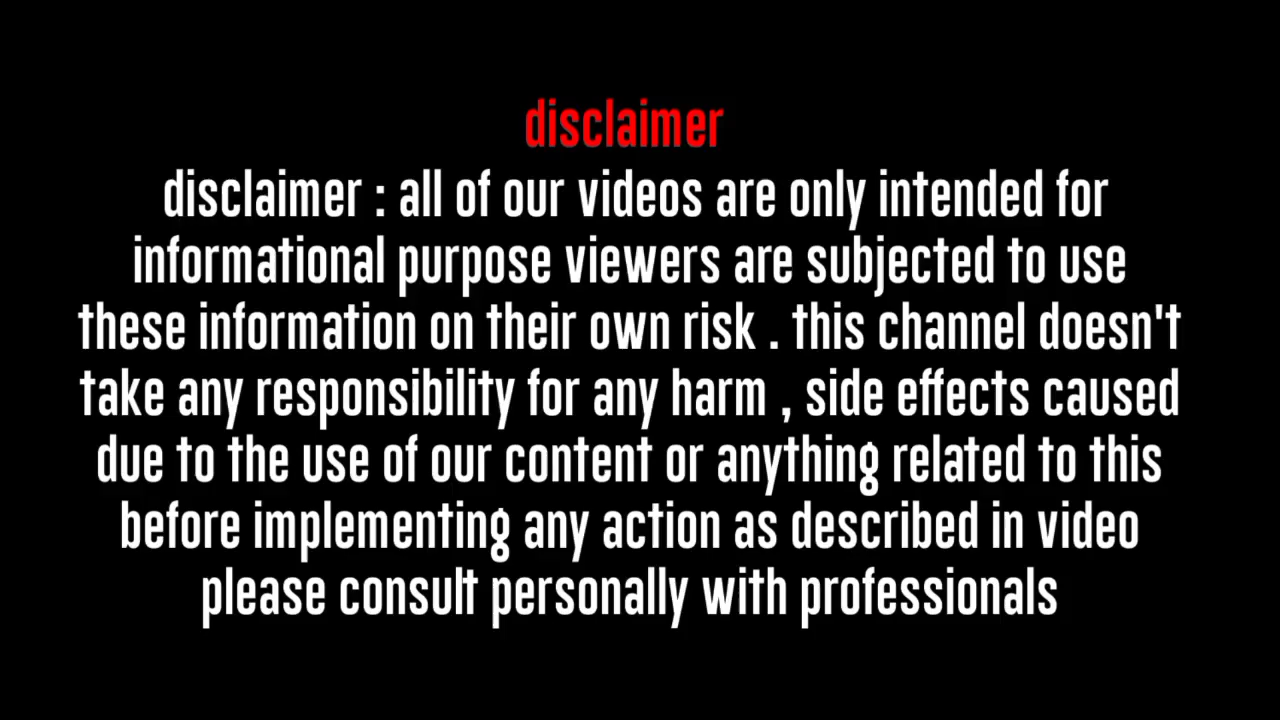 disclaimer
disclaimer : all of our videos are only intended for
informational purpose viewers are subjected to use
these information on their own risk . this channel doesn't
take any responsibility for any harm , side effects caused
due to the use of our content or anything related to this
before implementing any action as described in video
please consult personally with professionals